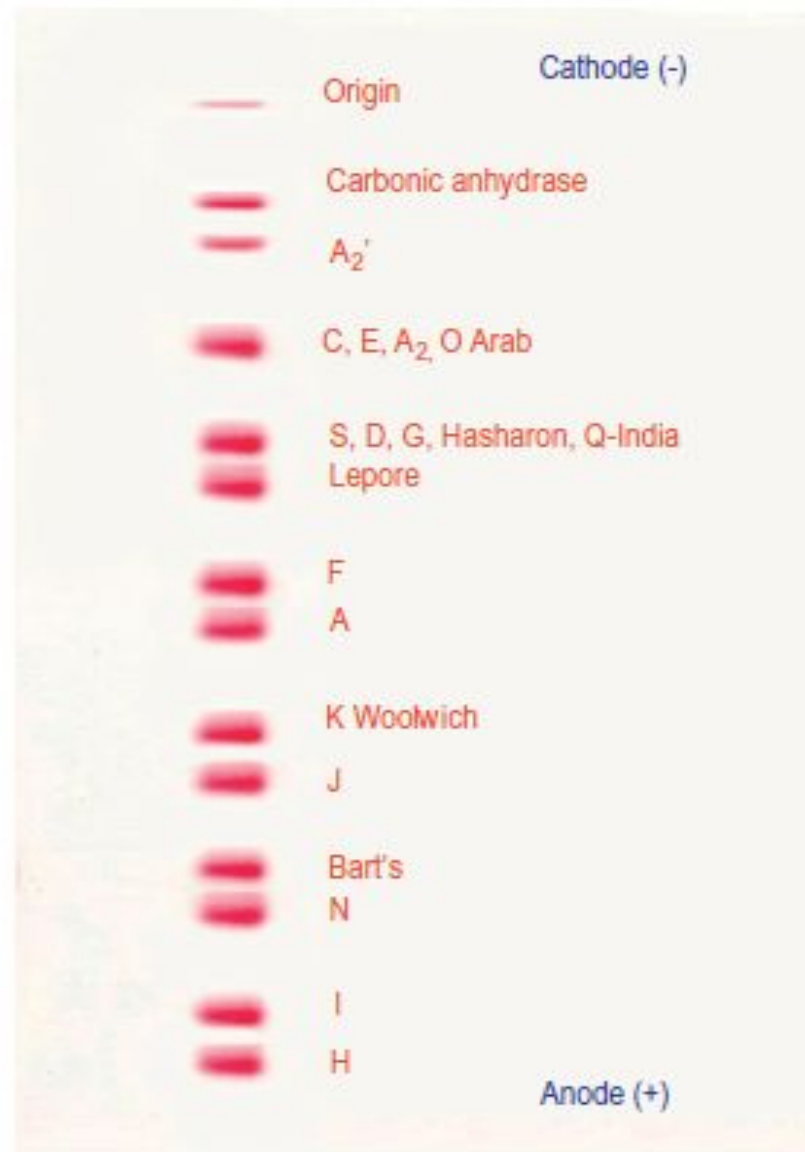 Cathode (-)
Origin
Carbonic anhydrase
A₂'
C, E, A₂, O Arab
S, D, G, Hasharon, Q-India
Lepore
F
A
K Woolwich
J
Bart's
N
I
H
Anode (+)